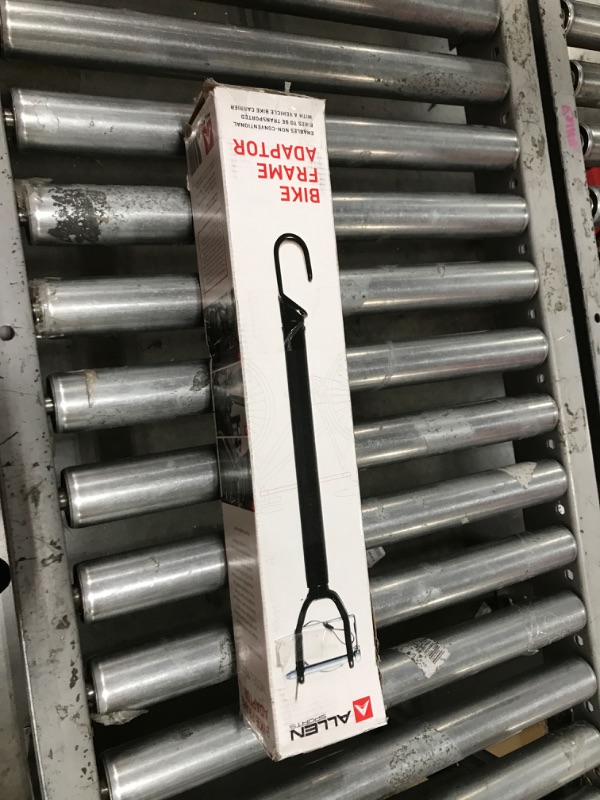 BIKE
FRAME
ADAPTOR
ENABLES NON-CONVENTIONAL
BIKES TO BE TRANSPORTED
WITH A VEHICLE BIKE CARRIER
ALLEN
SPORTS